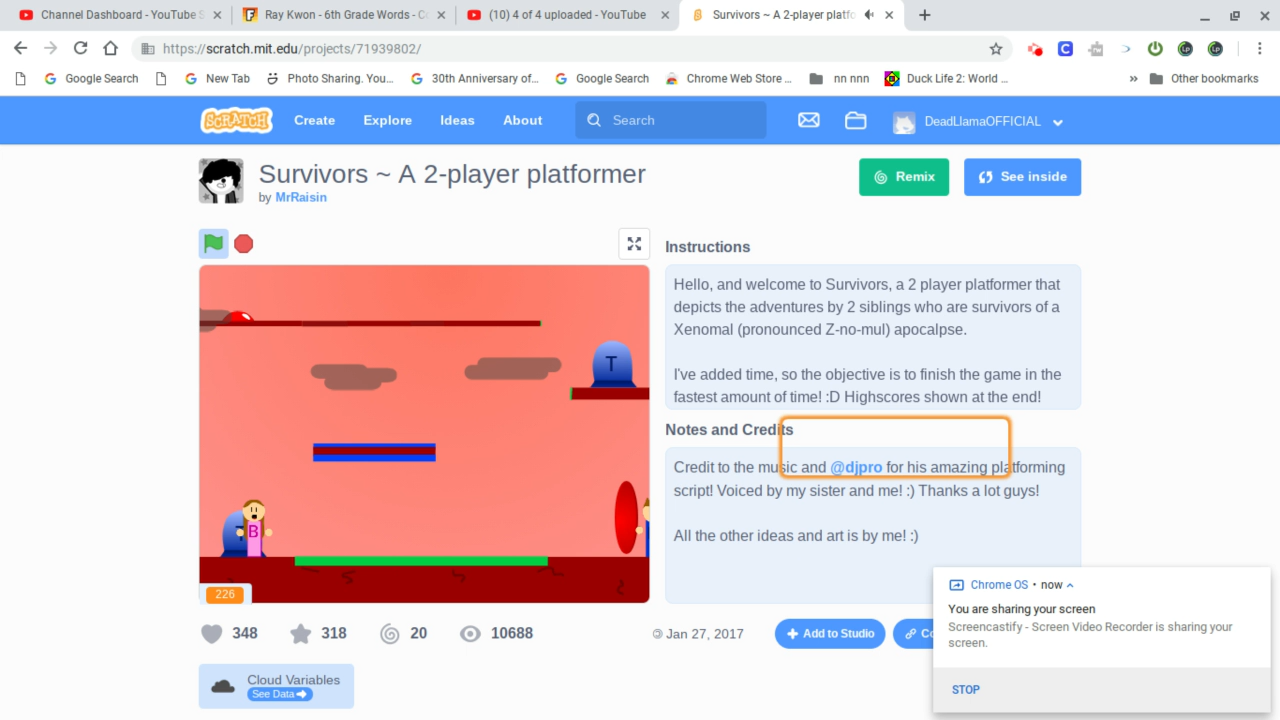 Channel Dashboard - YouTube S
Ray Kwon - 6th Grade Words - Co
(10) 4 of 4 uploaded - YouTube
Survivors ~ A 2-player platfo
https://scratch.mit.edu/projects/71939802/
Google Search
New Tab
Photo Sharing. You...
30th Anniversary of...
Google Search
Chrome Web Store ...
nn nnn
Duck Life 2: World ...
» Other bookmarks
SCRATCH
Create
Explore
Ideas
About
Search
DeadLlamaOFFICIAL
Survivors ~ A 2-player platformer
by MrRaisin
Remix
See inside
Instructions
Hello, and welcome to Survivors, a 2 player platformer that
depicts the adventures by 2 siblings who are survivors of a
Xenomal (pronounced Z-no-mul) apocalpse.
I've added time, so the objective is to finish the game in the
fastest amount of time! :D Highscores shown at the end!
T
B
226
Notes and Credits
Credit to the music and @djpro for his amazing platforming
script! Voiced by my sister and me! :) Thanks a lot guys!
All the other ideas and art is by me! :)
348
318
20
10688
© Jan 27, 2017
Add to Studio
Co
Cloud Variables
See Data
Chrome OS • now
You are sharing your screen
Screencastify - Screen Video Recorder is sharing your
screen.
STOP